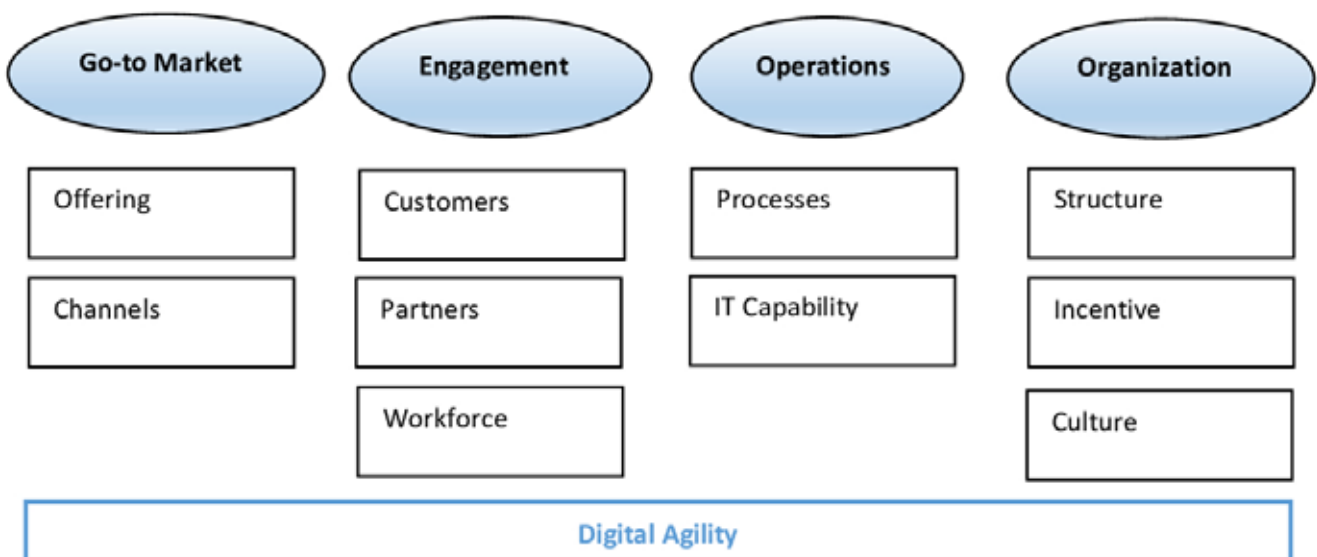 Go-to Market
Engagement
Operations
Organization
Offering
Customers
Processes
Structure
Channels
Partners
IT Capability
Incentive
Workforce
Culture
Digital Agility